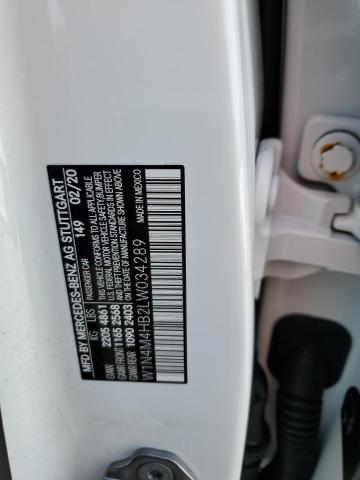 MFD BY MERCEDES-BENZ AG STUTTGART
PASSENGER CAR 149 02/20
THIS VEHICLE CONFORMS TO ALL APPLICABLE
U.S. FEDERAL MOTOR VEHICLE SAFETY/BUMPER
AND THEFT PREVENTION STANDARDS IN EFFECT ON
THE DATE OF MANUFACTURE SHOWN ABOVE
KG LBS
GVWR 2205 4861
GAWR FRONT 1165 2568
GAWR REAR 1090 2403
W1N4M4HB2LW034289
MADE IN MEXICO